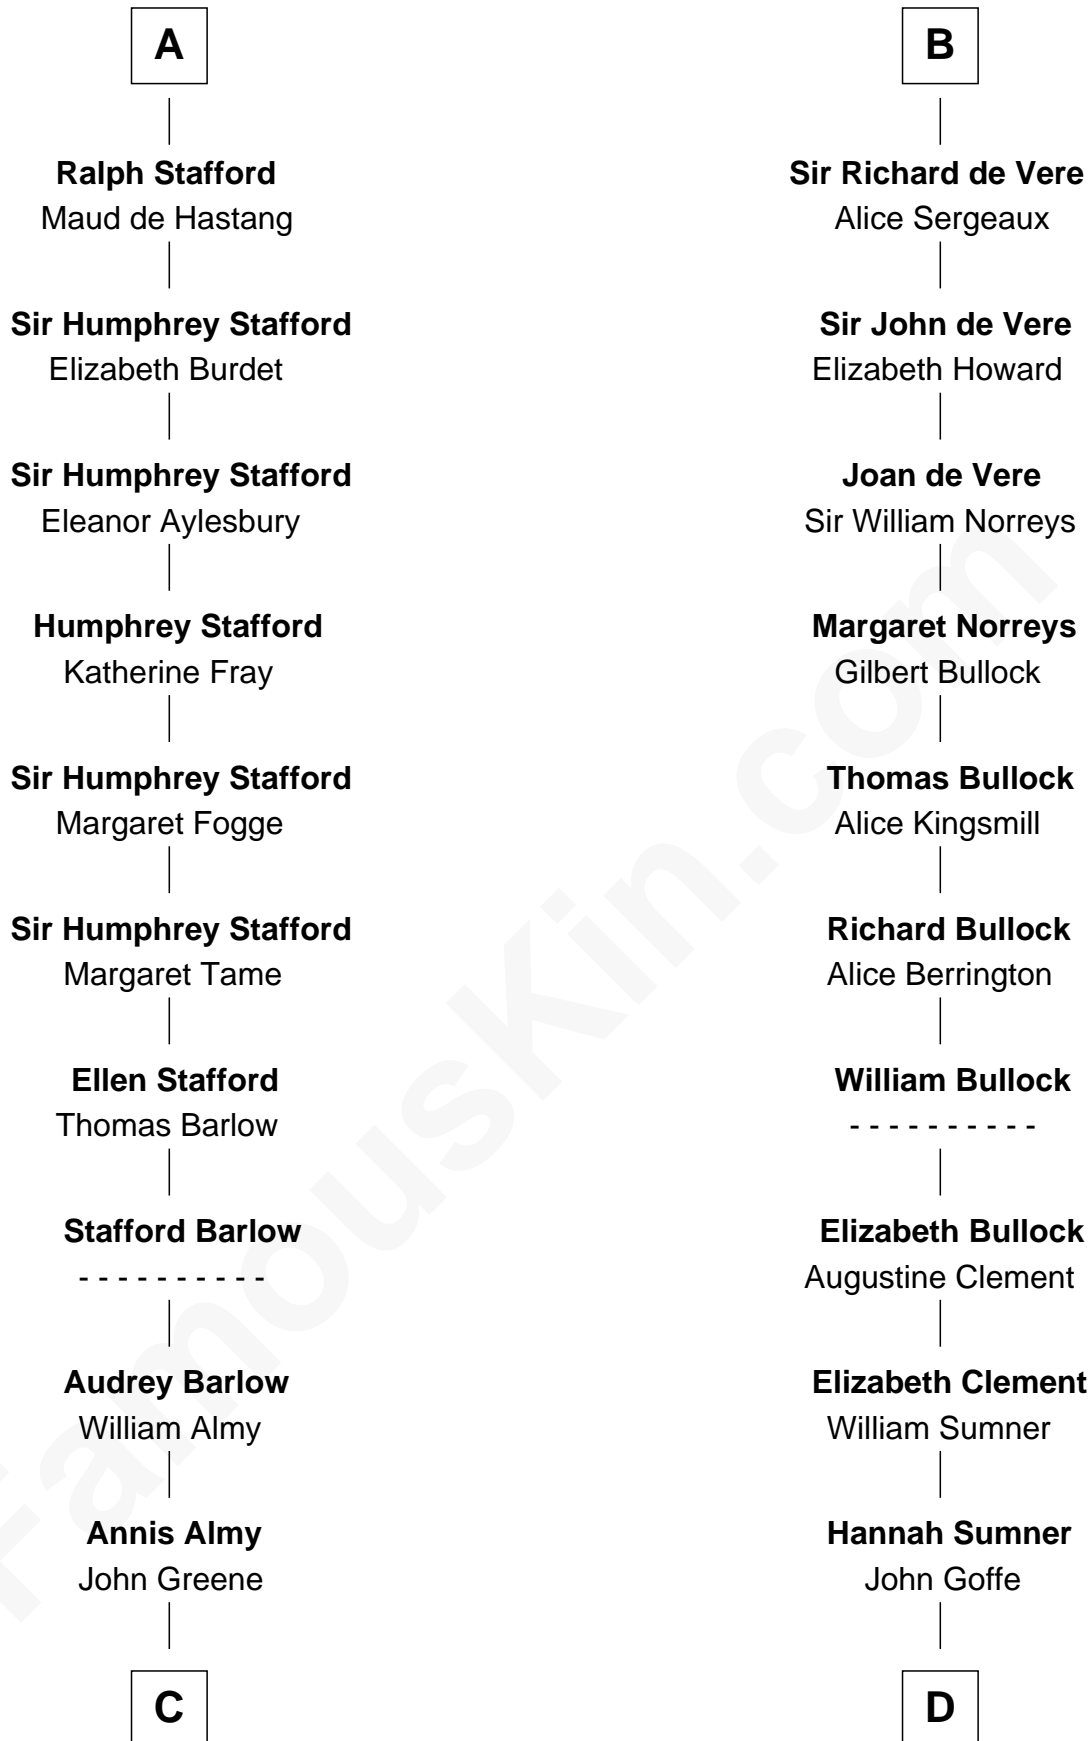 A
Ralph Stafford
Maud de Hastang
Sir Humphrey Stafford
Elizabeth Burdet
Sir Humphrey Stafford
Eleanor Aylesbury
Humphrey Stafford
Katherine Fray
Sir Humphrey Stafford
Margaret Fogge
Sir Humphrey Stafford
Margaret Tame
Ellen Stafford
Thomas Barlow
Stafford Barlow
- - - - - - - - - -
Audrey Barlow
William Almy
Annis Almy
John Greene
C
B
Sir Richard de Vere
Alice Sergeaux
Sir John de Vere
Elizabeth Howard
Joan de Vere
Sir William Norreys
Margaret Norreys
Gilbert Bullock
Thomas Bullock
Alice Kingsmill
Richard Bullock
Alice Berrington
William Bullock
- - - - - - - - - -
Elizabeth Bullock
Augustine Clement
Elizabeth Clement
William Sumner
Hannah Sumner
John Goffe
D
FamousKin.com